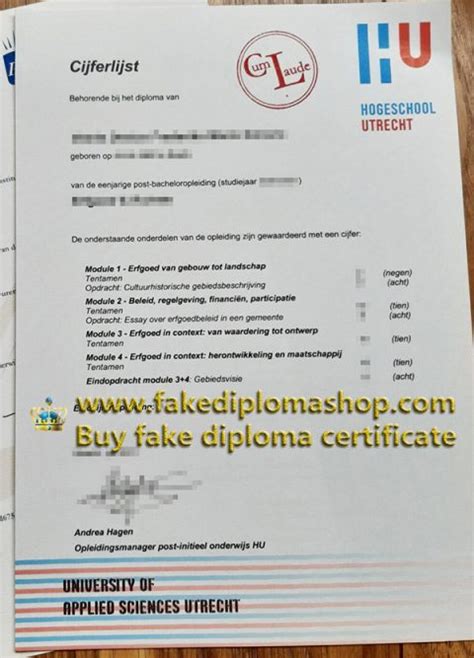 Cijferlijst
Cum Laude
HU
HOGESCHOOL
UTRECHT
Behorende bij het diploma van
geboren op
van de eenjarige post-bacheloropleiding (studiejaar )
De onderstaande onderdelen van de opleiding zijn gewaardeerd met een cijfer:
Module 1 - Erfgoed van gebouw tot landschap
Tentamen (negen)
Opdracht: Cultuurhistorische gebiedsbeschrijving (acht)
Module 2 - Beleid, regelgeving, financiën, participatie
Tentamen (tien)
Opdracht: Essay over erfgoedbeleid in een gemeente (acht)
Module 3 - Erfgoed in context: van waardering tot ontwerp
Tentamen (tien)
Module 4 - Erfgoed in context: herontwikkeling en maatschappij
Tentamen (tien)
Eindopdracht module 3+4: Gebiedsvisie (acht)
www.fakediplomashop.com
Buy fake diploma certificate
Andrea Hagen
Opleidingsmanager post-initieel onderwijs HU
UNIVERSITY OF
APPLIED SCIENCES UTRECHT